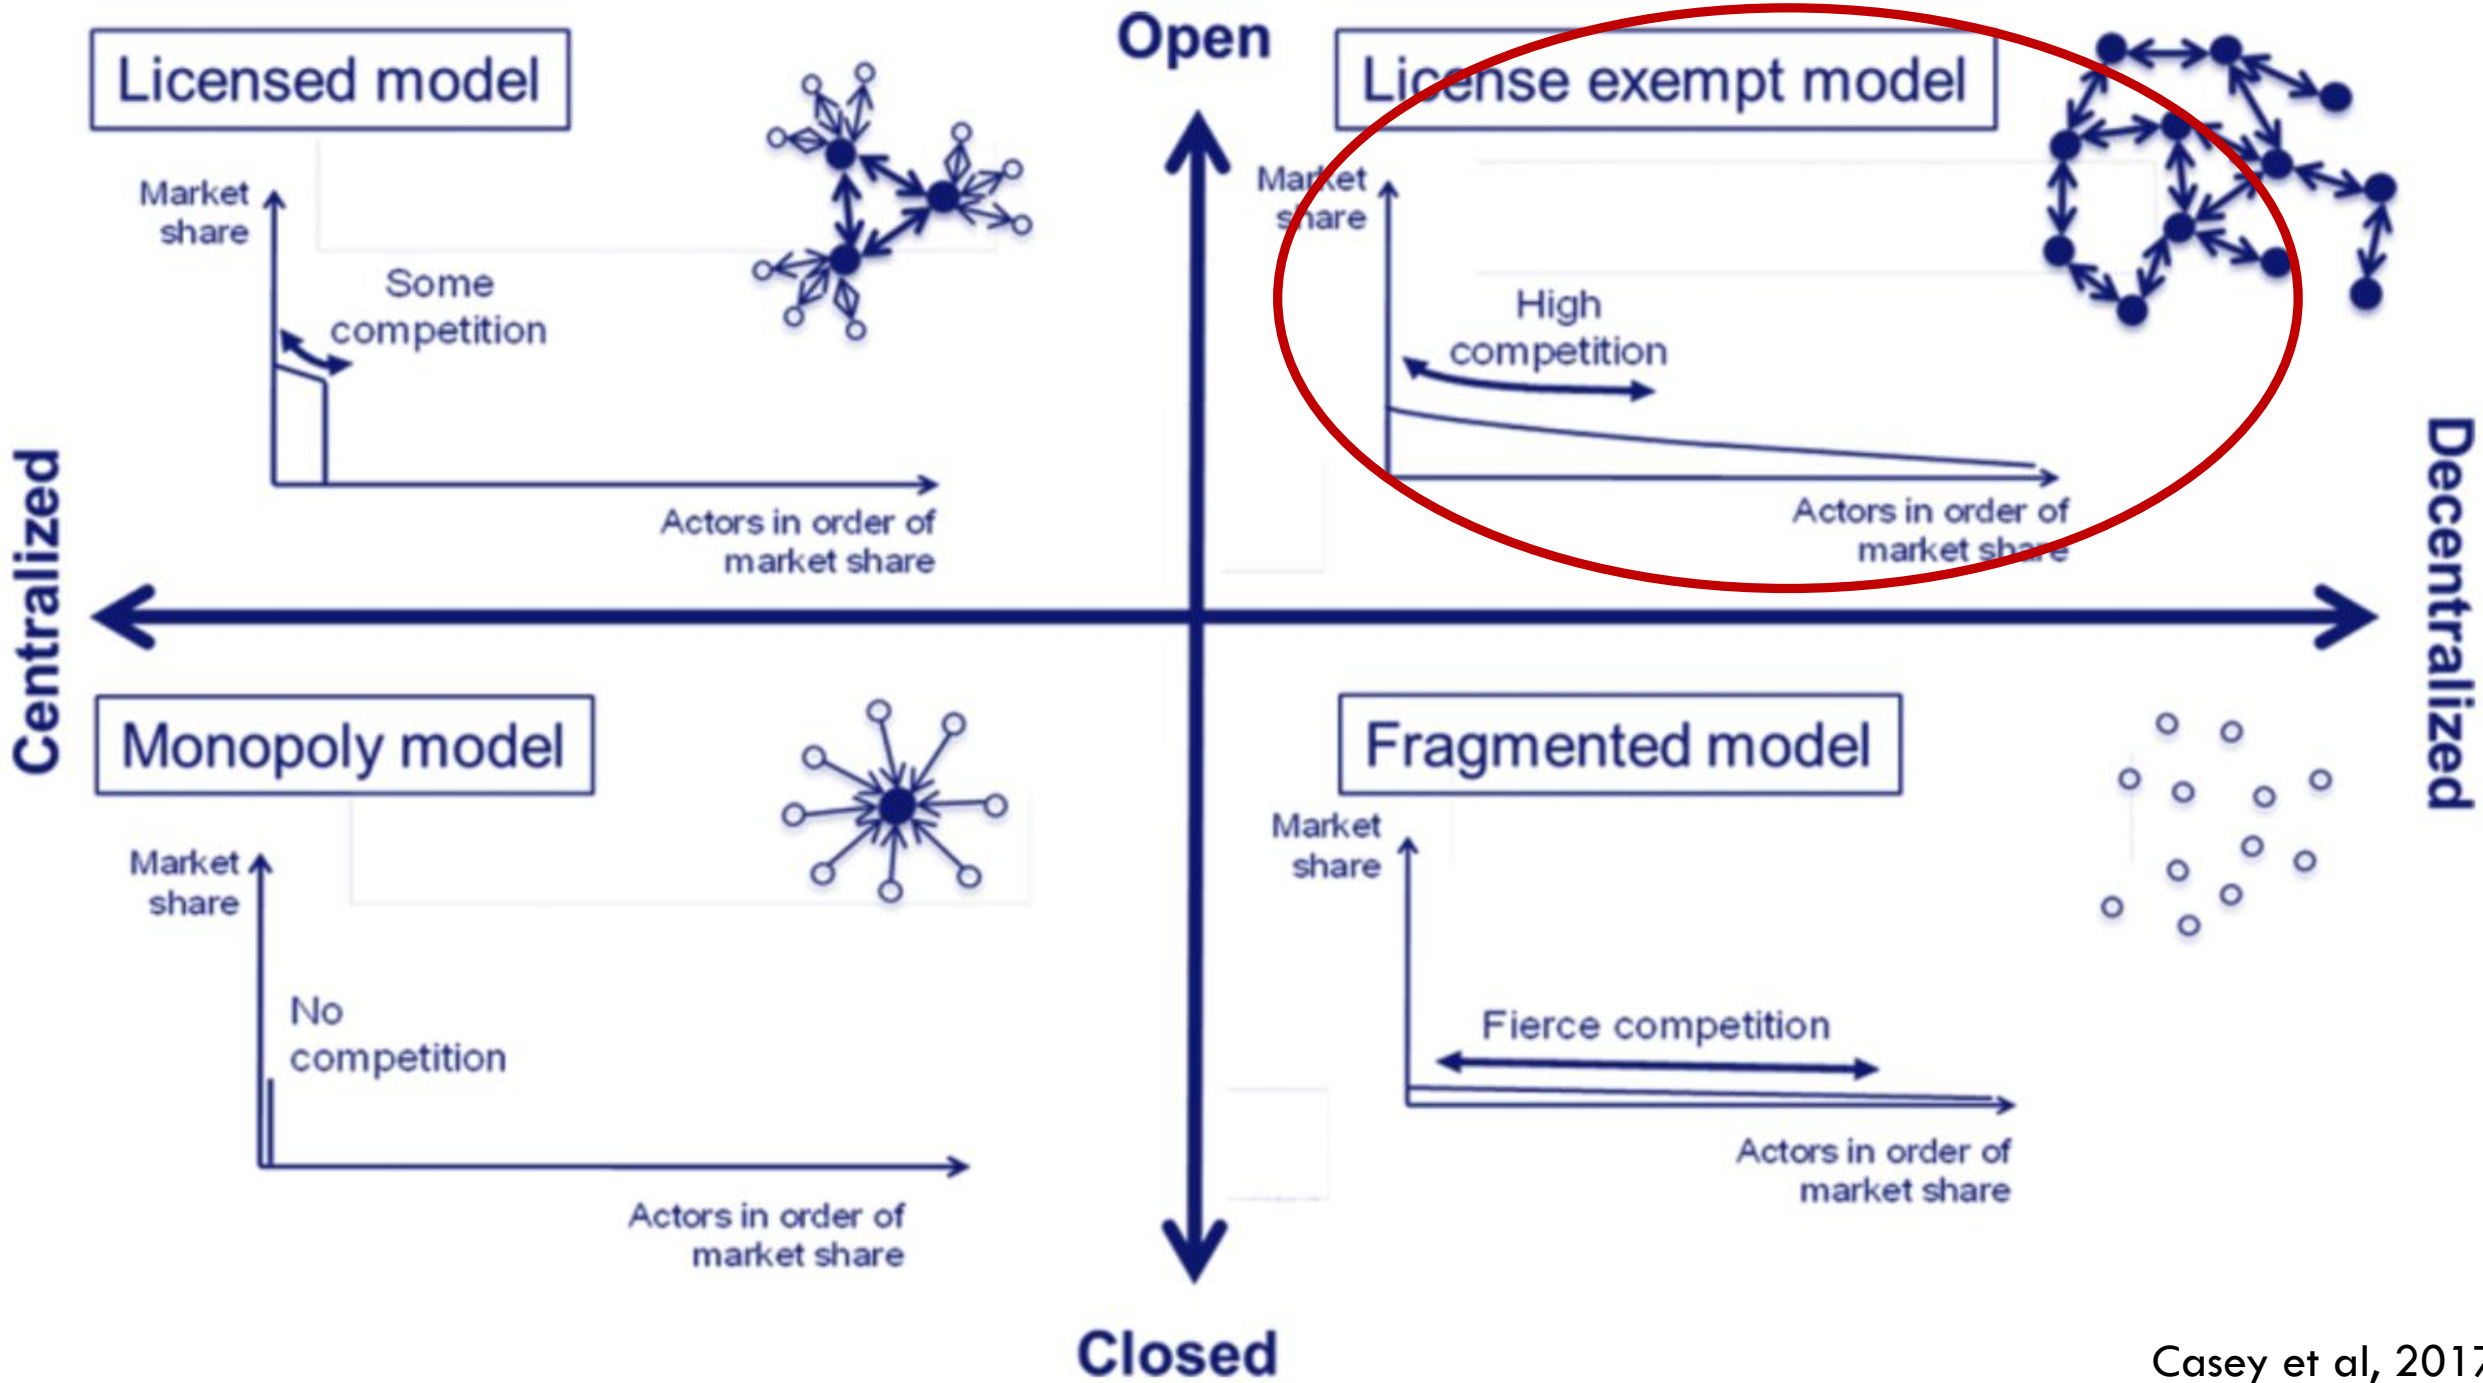 Open
Licensed model
License exempt model
Market
share
Some
competition
Actors in order of
market share
Market
share
High
competition
Actors in order of
market share
Centralized
Decentralized
Monopoly model
Market
share
No
competition
Actors in order of
market share
Fragmented model
Market
share
Fierce competition
Actors in order of
market share
Closed
Casey et al, 2017